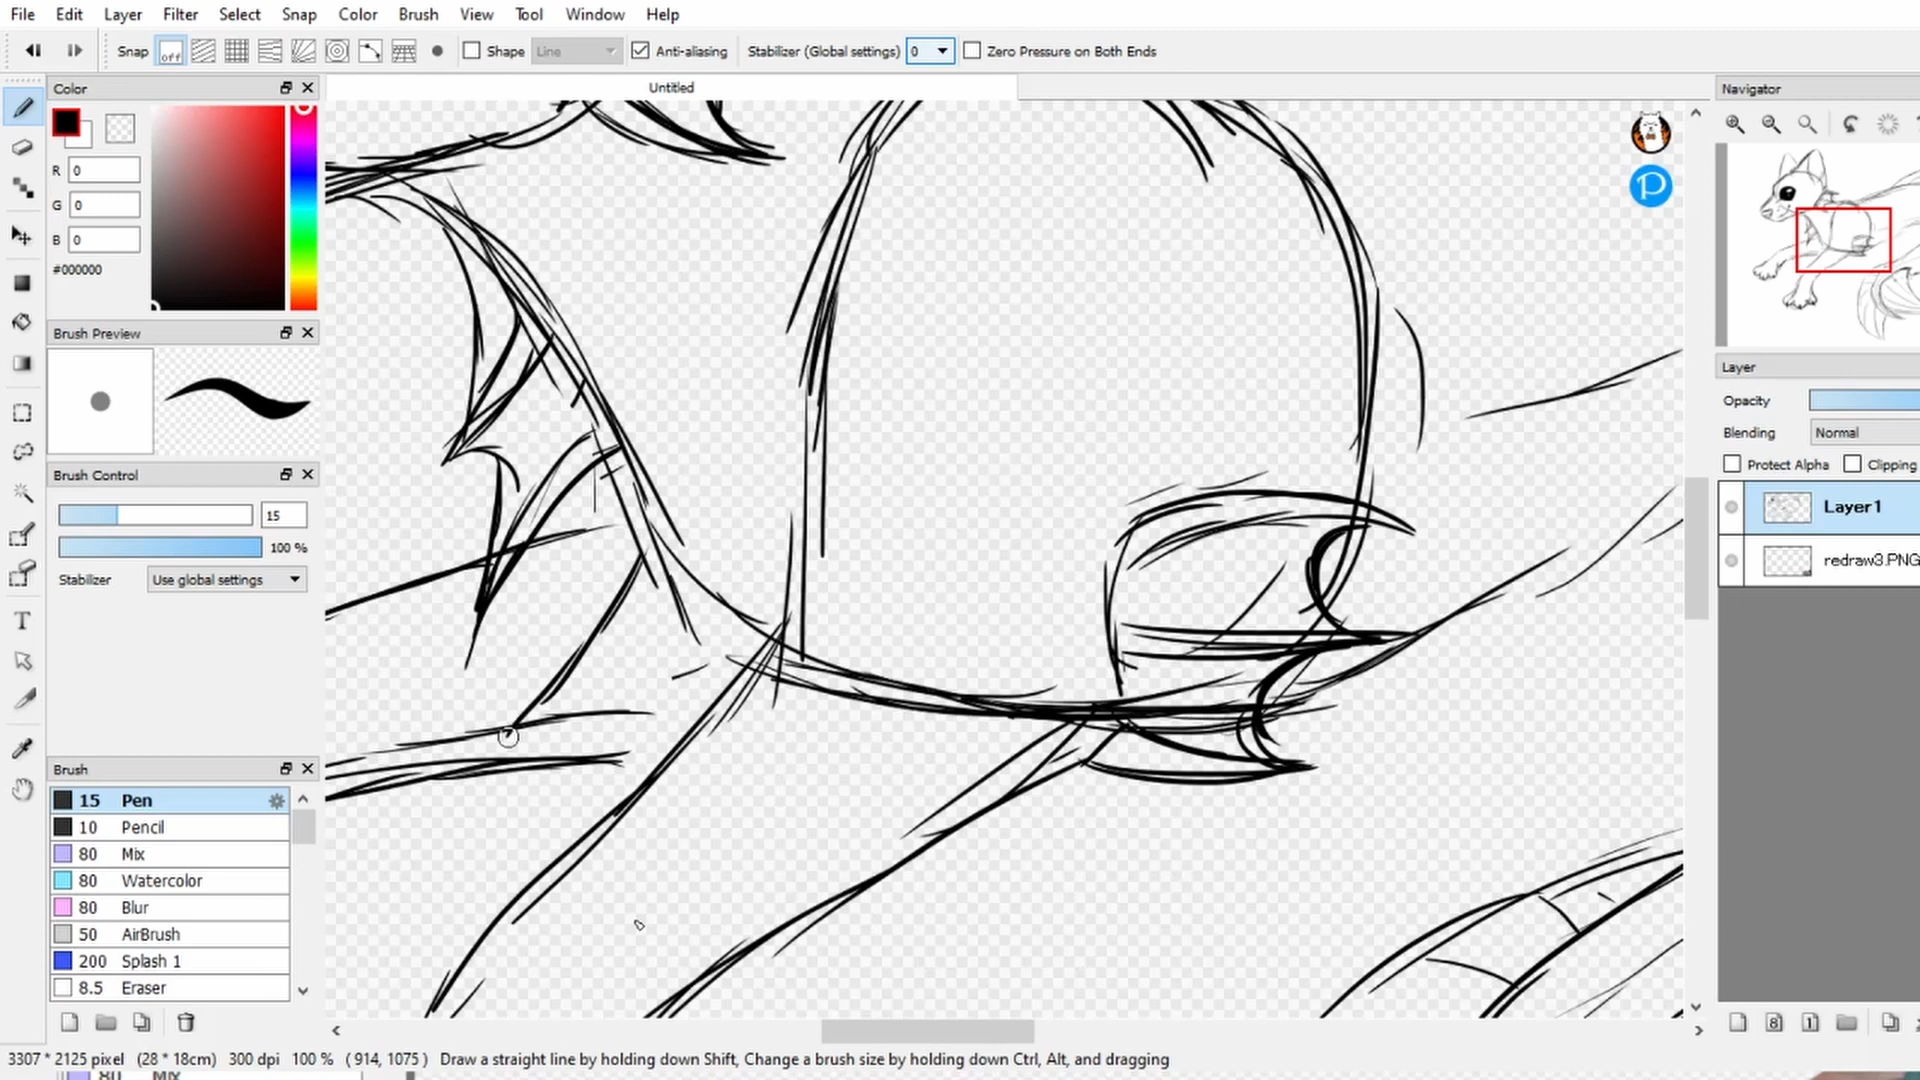 File Edit Layer Filter Select Snap Color Brush View Tool Window Help
Snap off Shape Line Anti-aliasing Stabilizer (Global settings) 0 Zero Pressure on Both Ends
Color
Untitled
Navigator
R 0
G 0
B 0
#000000
Brush Preview
Layer
Opacity
Blending Normal
Protect Alpha Clipping
Brush Control
15
Layer1
100 %
redraw3.PNG
Stabilizer Use global settings
Brush
15 Pen
10 Pencil
80 Mix
80 Watercolor
80 Blur
50 AirBrush
200 Splash 1
8.5 Eraser
8 1
T
P
3307 * 2125 pixel (28 * 18cm) 300 dpi 100 % ( 914, 1075 ) Draw a straight line by holding down Shift, Change a brush size by holding down Ctrl, Alt, and dragging
80 Mix